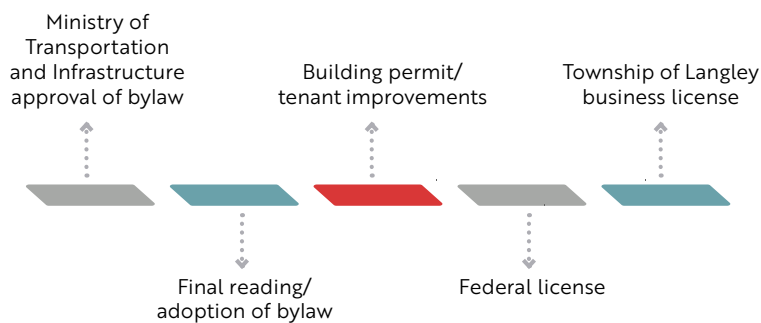 Ministry of
Transportation
and Infrastructure
approval of bylaw
Final reading/
adoption of bylaw
Building permit/
tenant improvements
Federal license
Township of Langley
business license